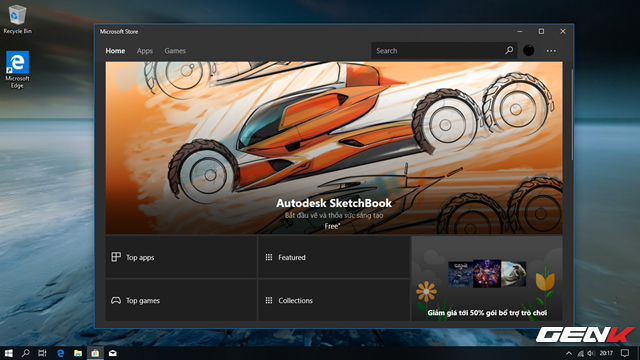 Recycle Bin
Microsoft
Edge
Microsoft Store
Home Apps Games
Search
Autodesk SketchBook
Bắt đầu vẽ và thỏa sức sáng tạo
Free+
Top apps
Featured
Top games
Collections
Giảm giá tới 50% gói bổ trợ trò chơi
20:17
GENK